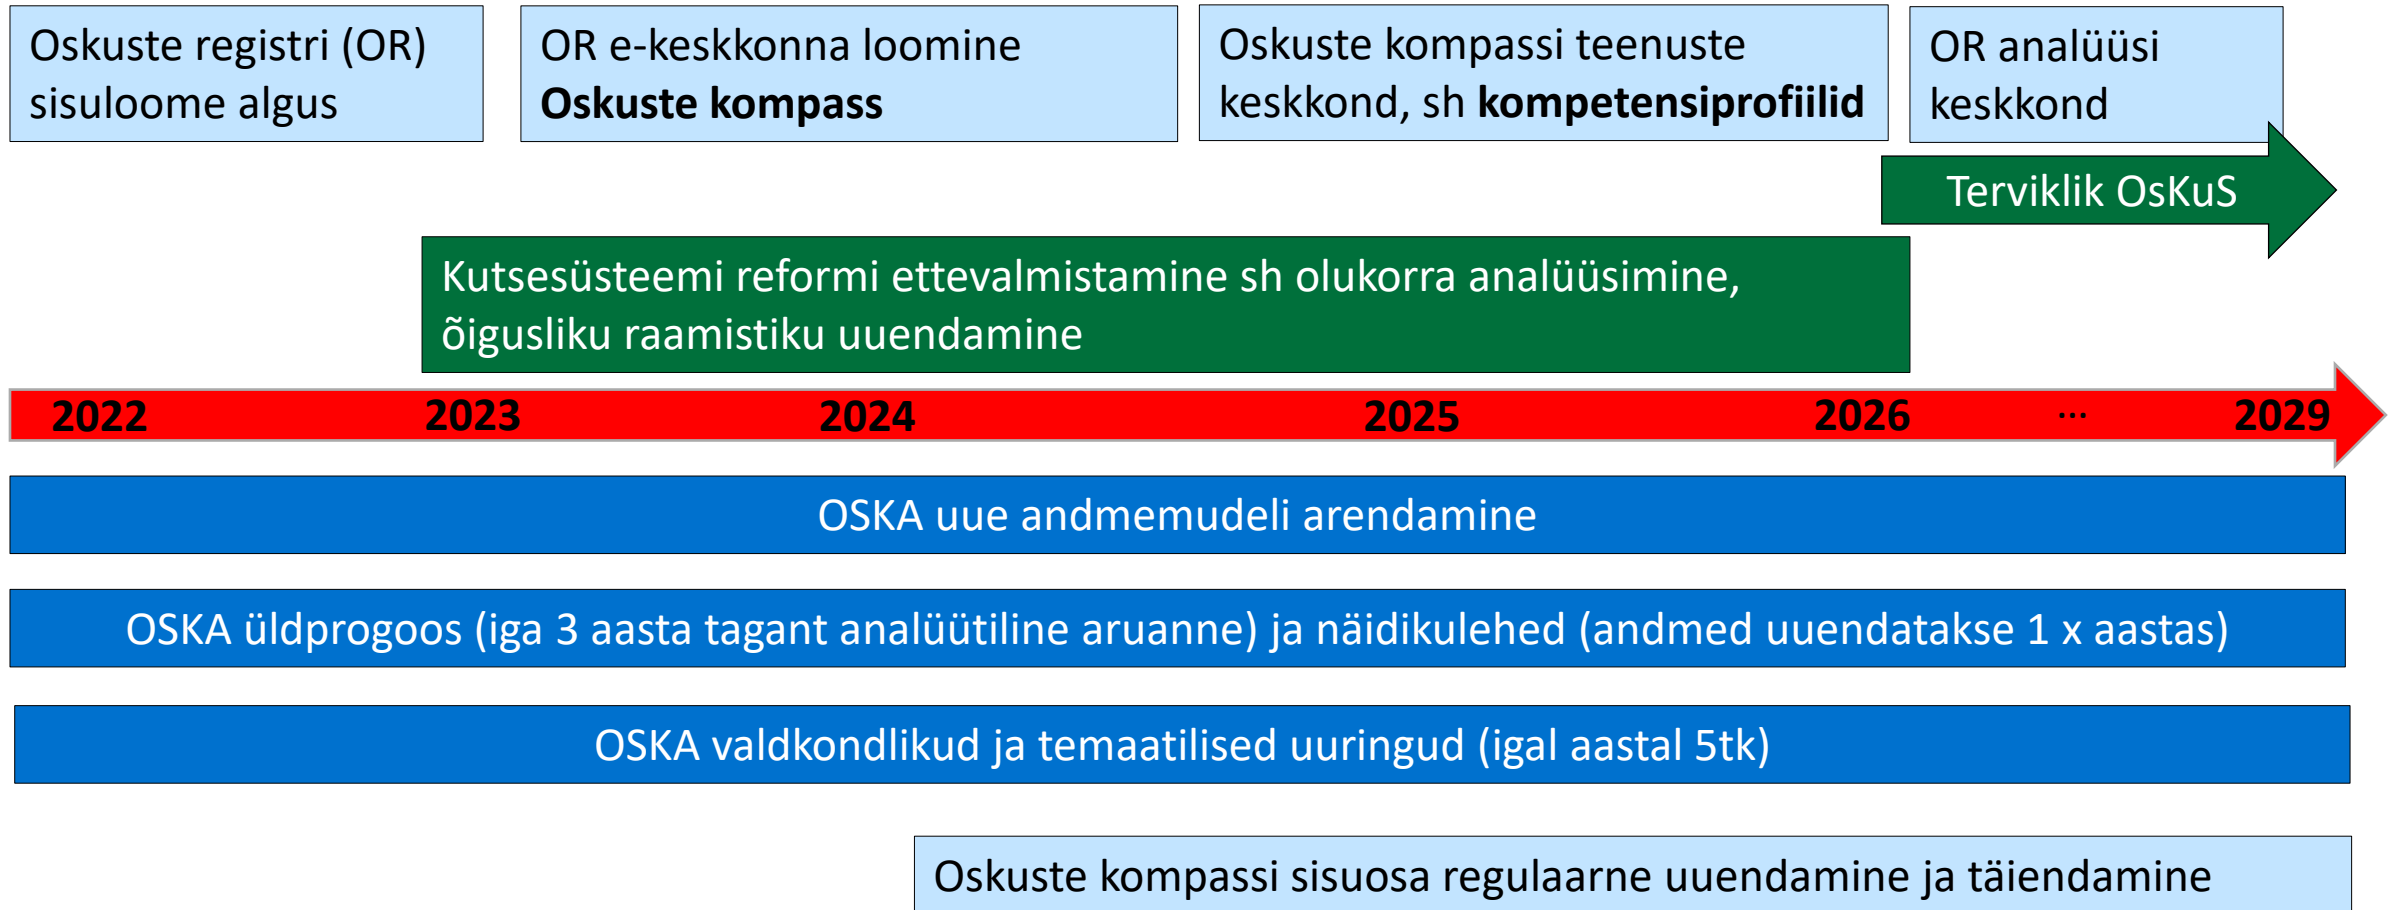 Oskuste registri (OR)
sisuloome algus
OR e-keskkonna loomine
Oskuste kompass
Oskuste kompassi teenuste
keskkond, sh kompetensiprofiilid
OR analüüsi
keskkond
Terviklik OsKuS
Kutsesüsteemi reformi ettevalmistamine sh olukorra analüüsimine,
õigusliku raamistiku uuendamine
2022 2023 2024 2025 2026 ... 2029
OSKA uue andmemudeli arendamine
OSKA üldprogoos (iga 3 aasta tagant analüütiline aruanne) ja näidikulehed (andmed uuendatakse 1 x aastas)
OSKA valdkondlikud ja temaatilised uuringud (igal aastal 5tk)
Oskuste kompassi sisuosa regulaarne uuendamine ja täiendamine